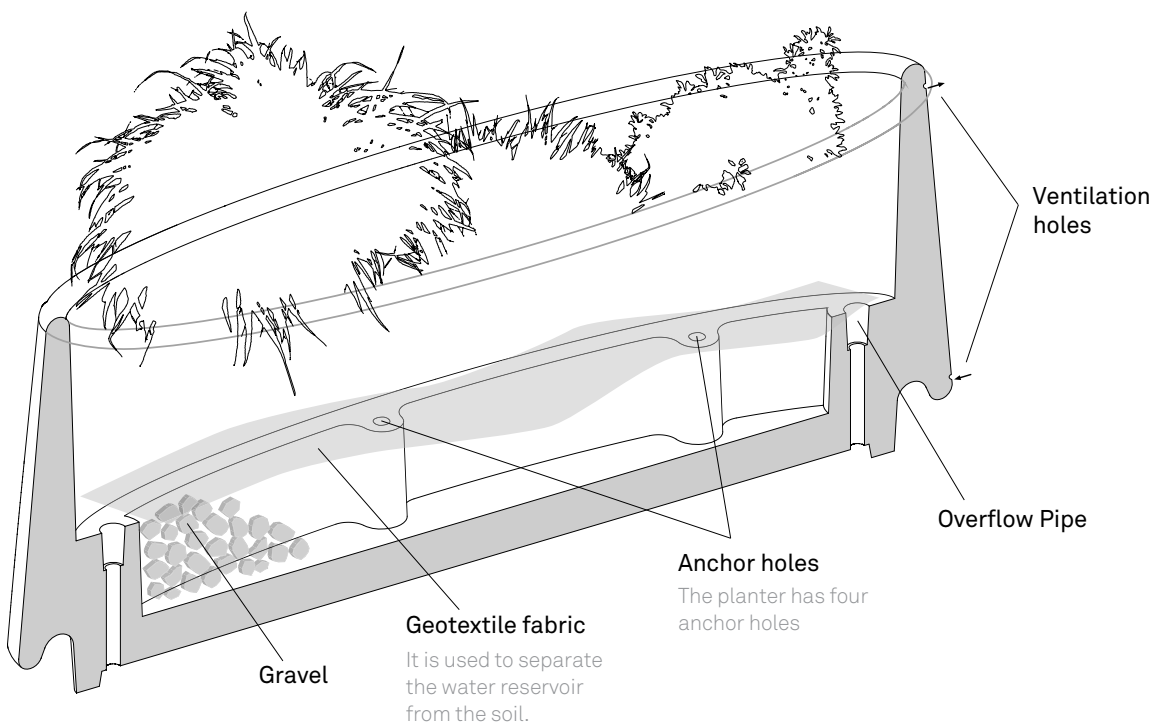 Ventilation
holes
Overflow Pipe
Anchor holes
The planter has four
anchor holes
Geotextile fabric
It is used to separate
the water reservoir
from the soil.
Gravel